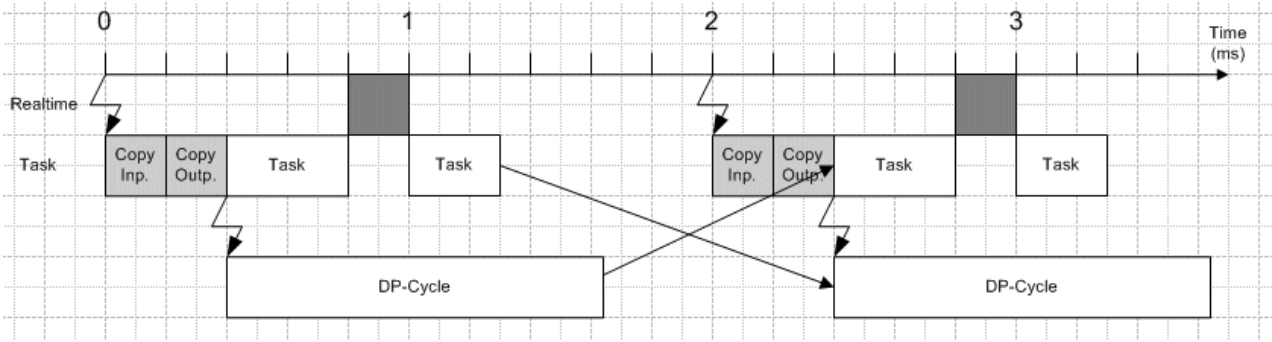 0 1 2 3
Time
(ms)
Realtime
Task
Copy
Inp.
Copy
Outp.
Task
Task
Copy
Inp.
Copy
Outp.
Task
Task
DP-Cycle
DP-Cycle